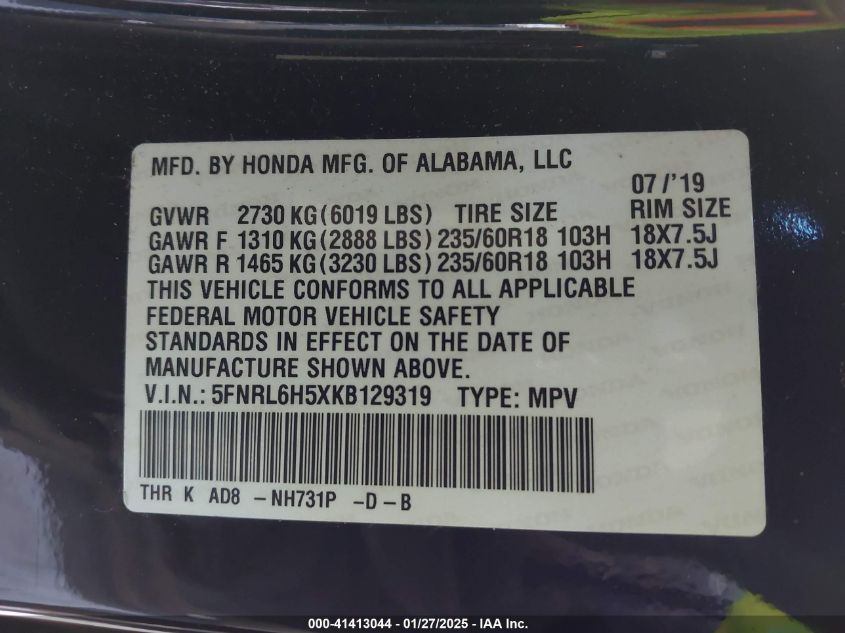 MFD. BY HONDA MFG. OF ALABAMA, LLC
07/'19
GVWR 2730 KG(6019 LBS) TIRE SIZE RIM SIZE
GAWR F 1310 KG(2888 LBS) 235/60R18 103H 18X7.5J
GAWR R 1465 KG(3230 LBS) 235/60R18 103H 18X7.5J
THIS VEHICLE CONFORMS TO ALL APPLICABLE
FEDERAL MOTOR VEHICLE SAFETY
STANDARDS IN EFFECT ON THE DATE OF
MANUFACTURE SHOWN ABOVE.
V.I.N.: 5FNRL6H5XKB129319 TYPE: MPV
THR K AD8 -NH731P -D-B
000-41413044 / 01/27/2025 - IAA Inc.